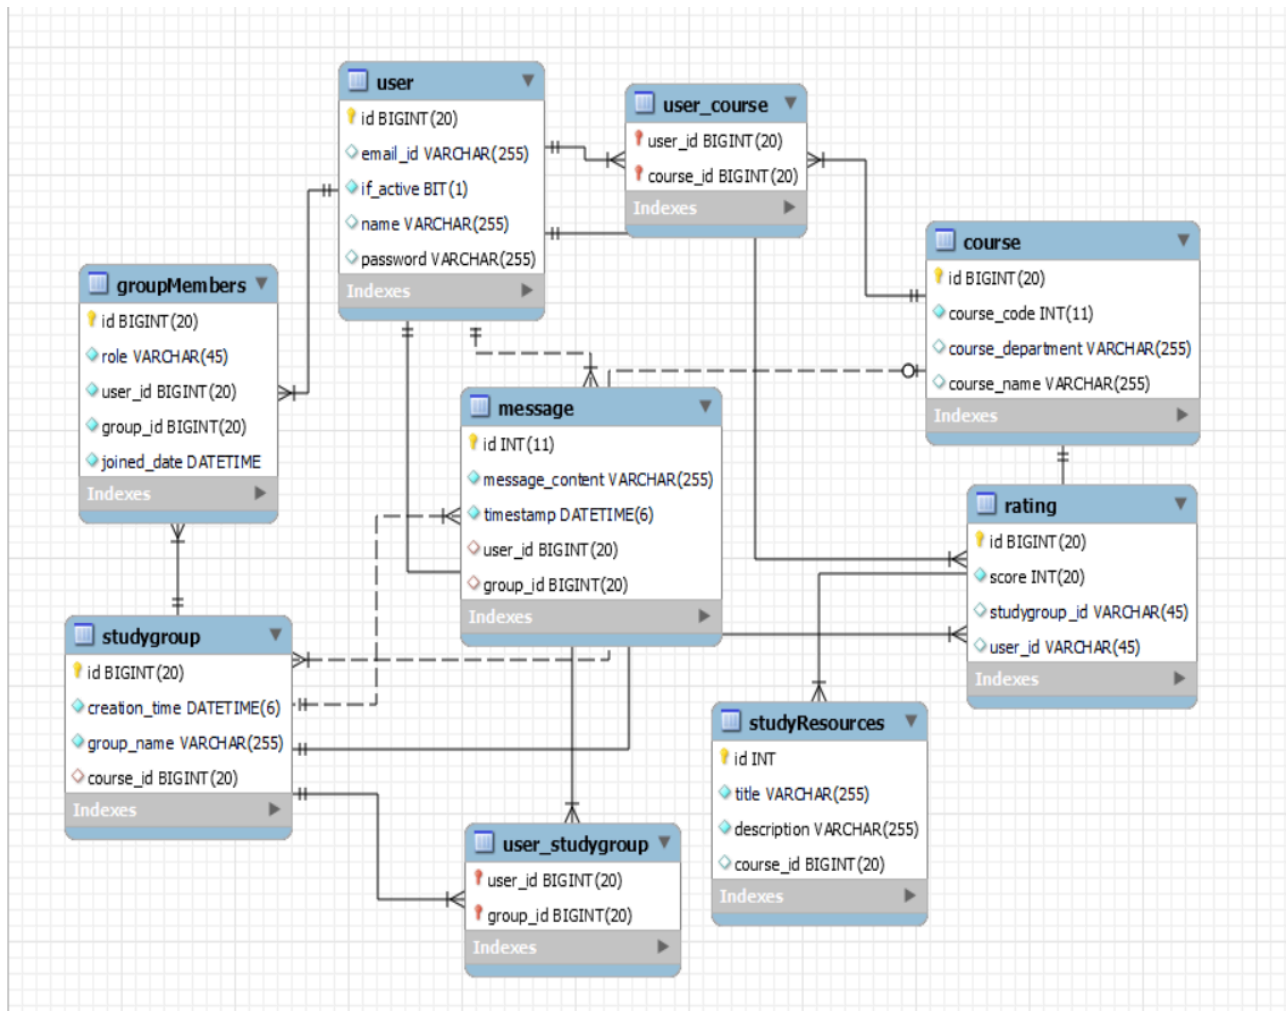 user
id BIGINT(20)
email_id VARCHAR(255)
if_active BIT(1)
name VARCHAR(255)
password VARCHAR(255)
Indexes
user_course
user_id BIGINT(20)
course_id BIGINT(20)
Indexes
course
id BIGINT(20)
course_code INT(11)
course_department VARCHAR(255)
course_name VARCHAR(255)
Indexes
groupMembers
id BIGINT(20)
role VARCHAR(45)
user_id BIGINT(20)
group_id BIGINT(20)
joined_date DATETIME
Indexes
message
id INT(11)
message_content VARCHAR(255)
timestamp DATETIME(6)
user_id BIGINT(20)
group_id BIGINT(20)
Indexes
rating
id BIGINT(20)
score INT(20)
studygroup_id VARCHAR(45)
user_id VARCHAR(45)
Indexes
studygroup
id BIGINT(20)
creation_time DATETIME(6)
group_name VARCHAR(255)
course_id BIGINT(20)
Indexes
studyResources
id INT
title VARCHAR(255)
description VARCHAR(255)
course_id BIGINT(20)
Indexes
user_studygroup
user_id BIGINT(20)
group_id BIGINT(20)
Indexes